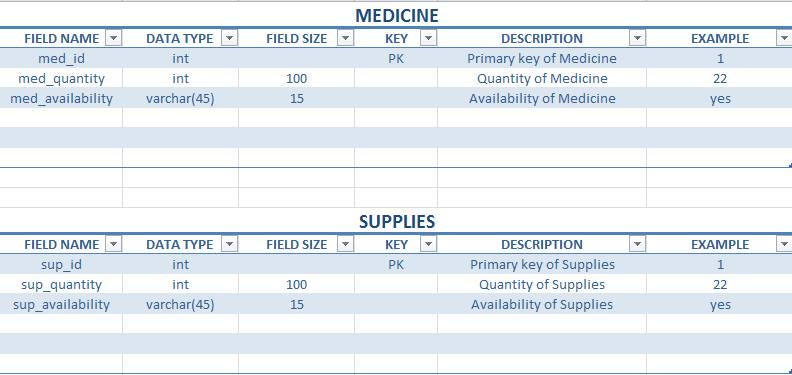 MEDICINE
FIELD NAME DATA TYPE FIELD SIZE KEY DESCRIPTION EXAMPLE
med_id int PK Primary key of Medicine 1
med_quantity int 100 Quantity of Medicine 22
med_availability varchar(45) 15 Availability of Medicine yes
SUPPLIES
FIELD NAME DATA TYPE FIELD SIZE KEY DESCRIPTION EXAMPLE
sup_id int PK Primary key of Supplies 1
sup_quantity int 100 Quantity of Supplies 22
sup_availability varchar(45) 15 Availability of Supplies yes